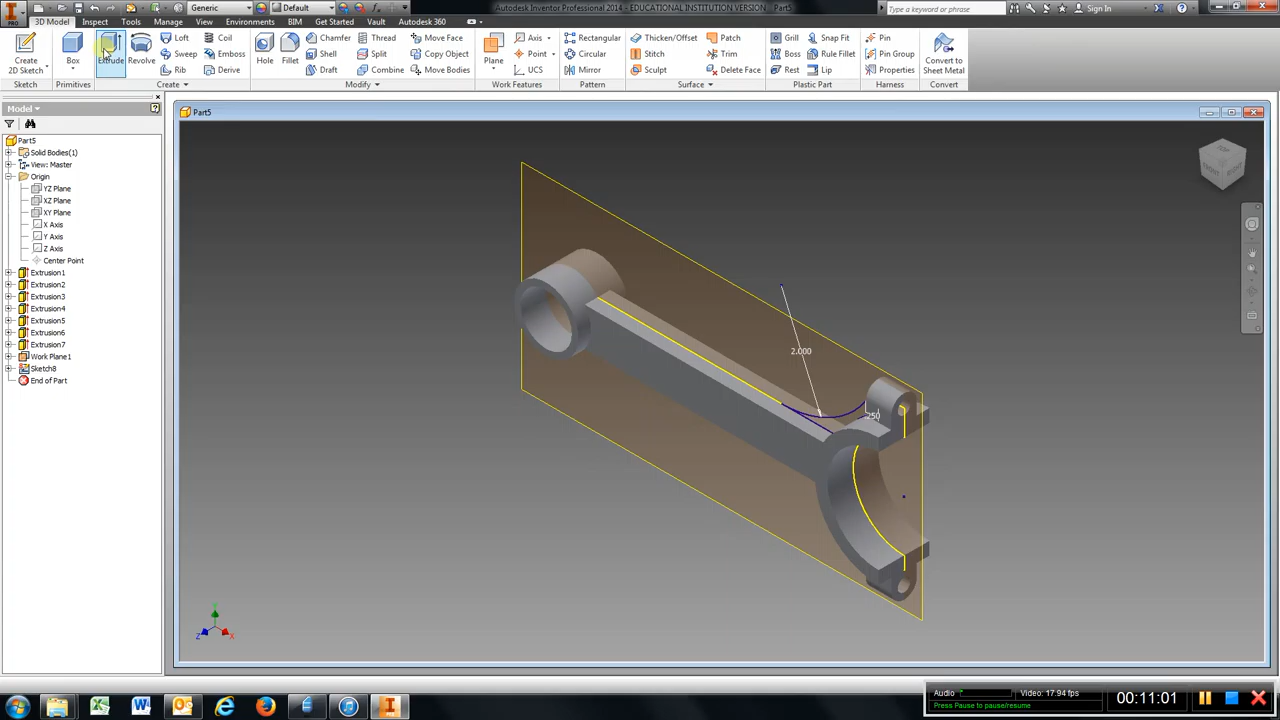 PRO
Generic
Default
Autodesk Inventor Professional 2014 - EDUCATIONAL INSTITUTION VERSION Part5
Type a keyword or phrase
Sign In
3D Model Inspect Tools Manage View Environments BIM Get Started Vault Autodesk 360
Create 2D Sketch
Box
Extrude
Revolve
Loft
Sweep
Rib
Coil
Emboss
Derive
Hole
Fillet
Chamfer
Shell
Draft
Thread
Split
Combine
Move Face
Copy Object
Move Bodies
Plane
Axis
Point
UCS
Rectangular
Circular
Mirror
Thicken/Offset
Stitch
Sculpt
Patch
Trim
Delete Face
Grill
Boss
Rest
Snap Fit
Rule Fillet
Lip
Pin
Pin Group
Properties
Convert to Sheet Metal
Sketch Primitives Create Modify Work Features Pattern Surface Plastic Part Harness Convert
Model
Part5
Solid Bodies(1)
View: Master
Origin
YZ Plane
XZ Plane
XY Plane
X Axis
Y Axis
Z Axis
Center Point
Extrusion1
Extrusion2
Extrusion3
Extrusion4
Extrusion5
Extrusion6
Extrusion7
Work Plane1
Sketch8
End of Part
Part5
TOP
FRONT
RIGHT
2.000
.250
Y
Z
X
Audio
Video: 17.94 fps
Press Pause to pause/resume
00:11:01